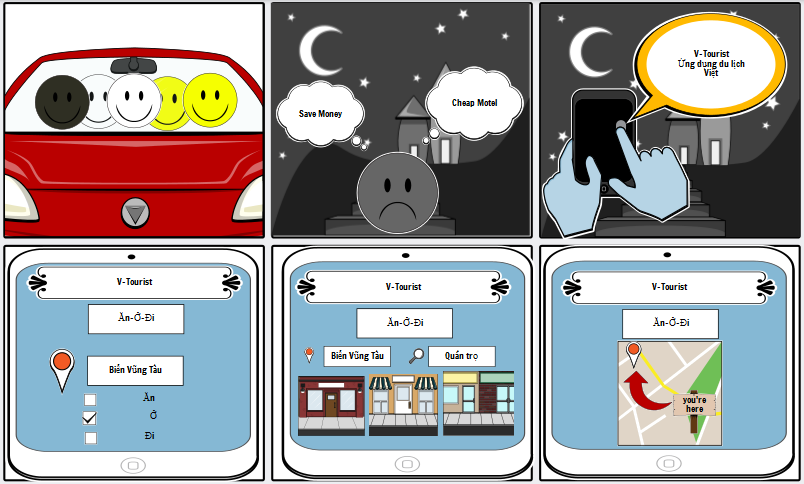 Save Money
Cheap Motel
V-Tourist
Ứng dụng du lịch
Việt
V-Tourist
Ăn-Ở-Đi
Biển Vũng Tàu
Ăn
Ở
Đi
V-Tourist
Ăn-Ở-Đi
Biển Vũng Tàu
Quán trọ
V-Tourist
Ăn-Ở-Đi
you're
here